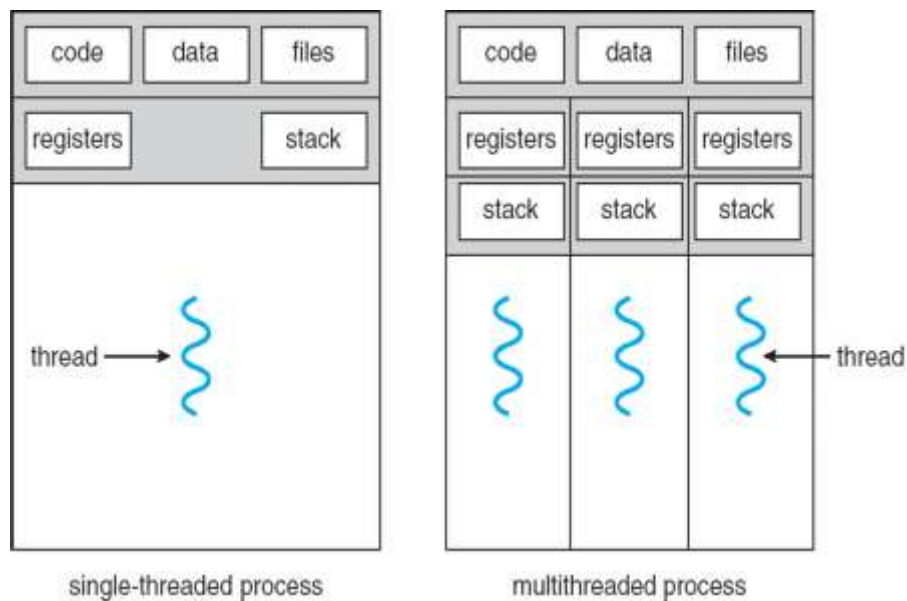 code data files
registers stack
thread
single-threaded process
code data files
registers registers registers
stack stack stack
thread
multithreaded process